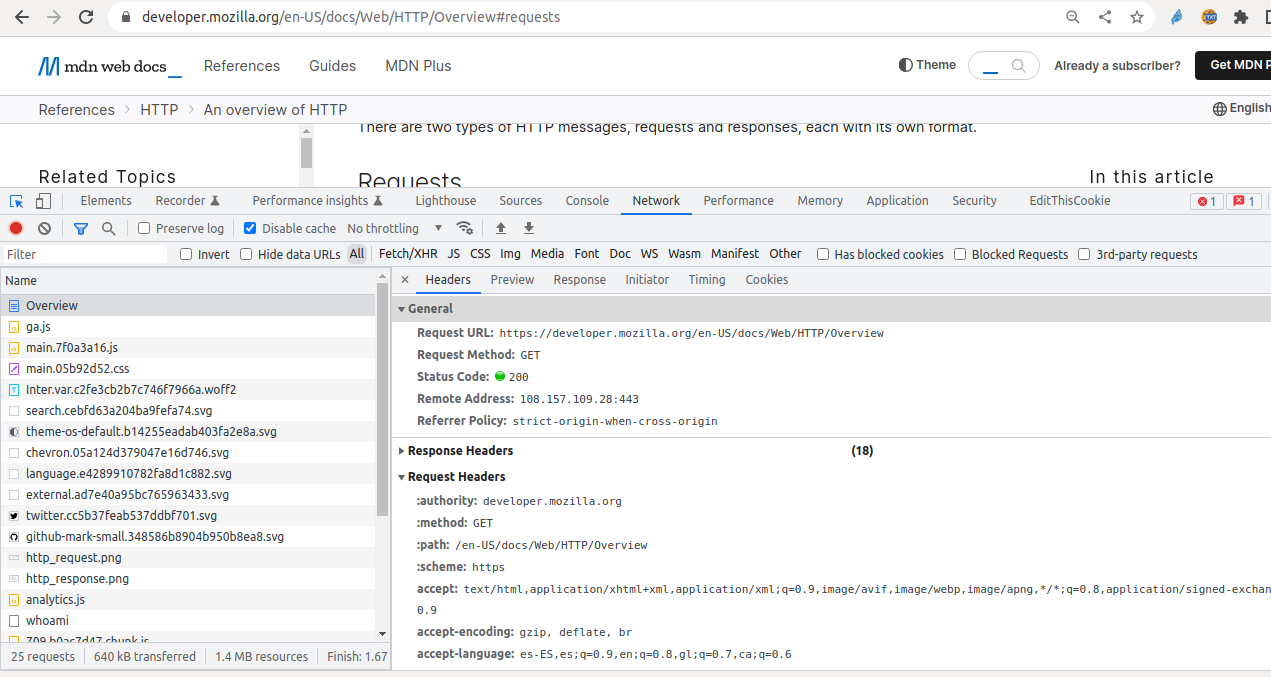 developer.mozilla.org/en-US/docs/Web/HTTP/Overview#requests
mdn web docs References Guides MDN Plus Theme Already a subscriber? Get MDN P
References > HTTP > An overview of HTTP English
There are two types of HTTP messages, requests and responses, each with its own format.
Related Topics Requests In this article
Elements Recorder Performance insights Lighthouse Sources Console Network Performance Memory Application Security EditThisCookie 1 1
Preserve log Disable cache No throttling
Filter Invert Hide data URLs All Fetch/XHR JS CSS Img Media Font Doc WS Wasm Manifest Other Has blocked cookies Blocked Requests 3rd-party requests
Name
Overview
ga.js
main.7f0a3a16.js
main.05b92d52.css
Inter.var.c2fe3cb2b7c746f7966a.woff2
search.cebfd63a204ba9fefa74.svg
theme-os-default.b14255eadab403fa2e8a.svg
chevron.05a124d379047e16d746.svg
language.e4289910782fa8d1c882.svg
external.ad7e40a95bc765963433.svg
twitter.cc5b37feab537ddbf701.svg
github-mark-small.348586b8904b950b8ea8.svg
http_request.png
http_response.png
analytics.js
whoami
709.b0ac7d47.chunk.js
25 requests 640 kB transferred 1.4 MB resources Finish: 1.67
× Headers Preview Response Initiator Timing Cookies
General
Request URL: https://developer.mozilla.org/en-US/docs/Web/HTTP/Overview
Request Method: GET
Status Code: 200
Remote Address: 108.157.109.28:443
Referrer Policy: strict-origin-when-cross-origin
Response Headers (18)
Request Headers
:authority: developer.mozilla.org
:method: GET
:path: /en-US/docs/Web/HTTP/Overview
:scheme: https
accept: text/html,application/xhtml+xml,application/xml;q=0.9,image/avif,image/webp,image/apng,*/*;q=0.8,application/signed-exchan
0.9
accept-encoding: gzip, deflate, br
accept-language: es-ES,es;q=0.9,en;q=0.8,gl;q=0.7,ca;q=0.6